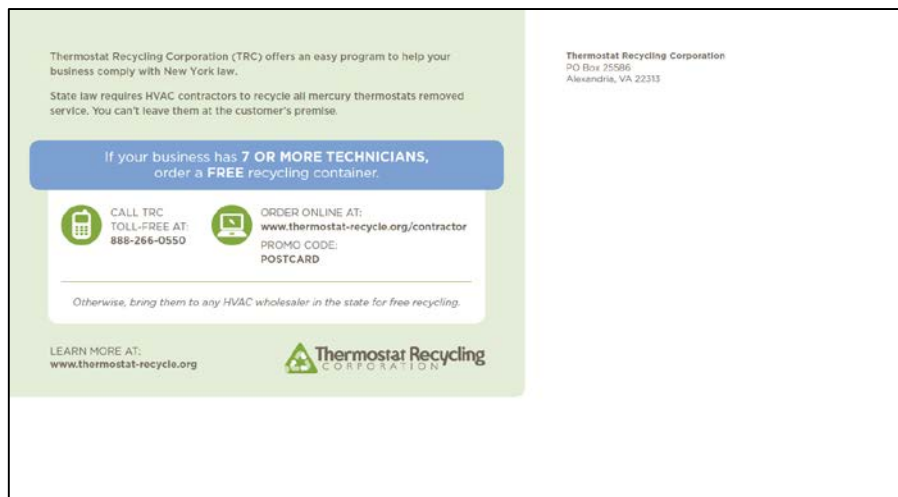 Thermostat Recycling Corporation (TRC) offers an easy program to help your
business comply with New York law.
State law requires HVAC contractors to recycle all mercury thermostats removed
service. You can't leave them at the customer's premise.
If your business has 7 OR MORE TECHNICIANS,
order a FREE recycling container.
CALL TRC
TOLL-FREE AT:
888-266-0550
ORDER ONLINE AT:
www.thermostat-recycle.org/contractor
PROMO CODE:
POSTCARD
Otherwise, bring them to any HVAC wholesaler in the state for free recycling.
LEARN MORE AT:
www.thermostat-recycle.org
Thermostat Recycling
CORPORATION
Thermostat Recycling Corporation
PO Box 25586
Alexandria, VA 22313